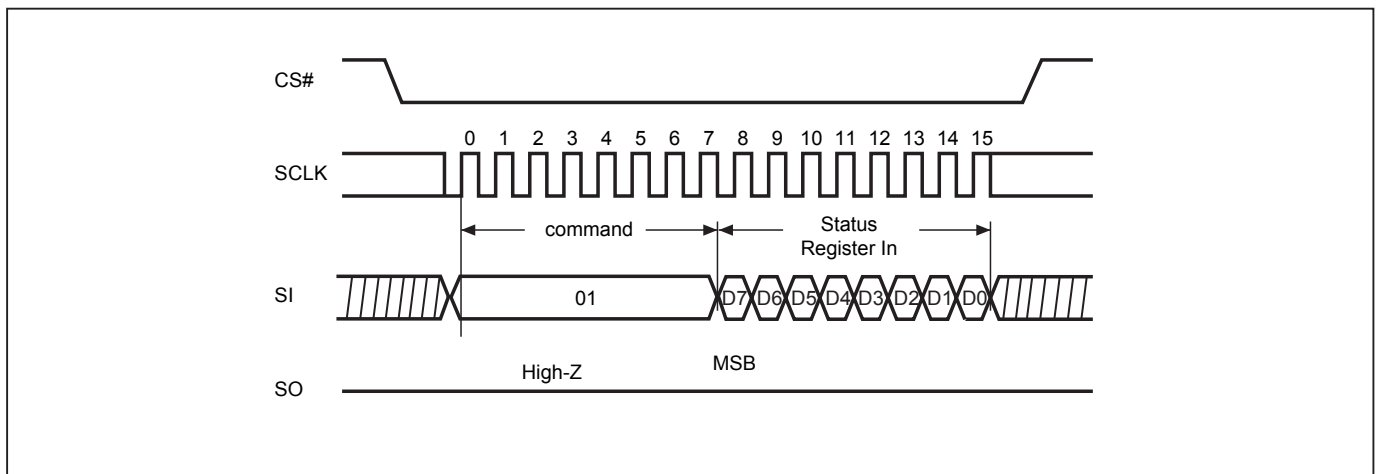 CS#
0 1 2 3 4 5 6 7 8 9 10 11 12 13 14 15
SCLK
command
Status
Register In
SI
01
D7 D6 D5 D4 D3 D2 D1 D0
MSB
High-Z
SO